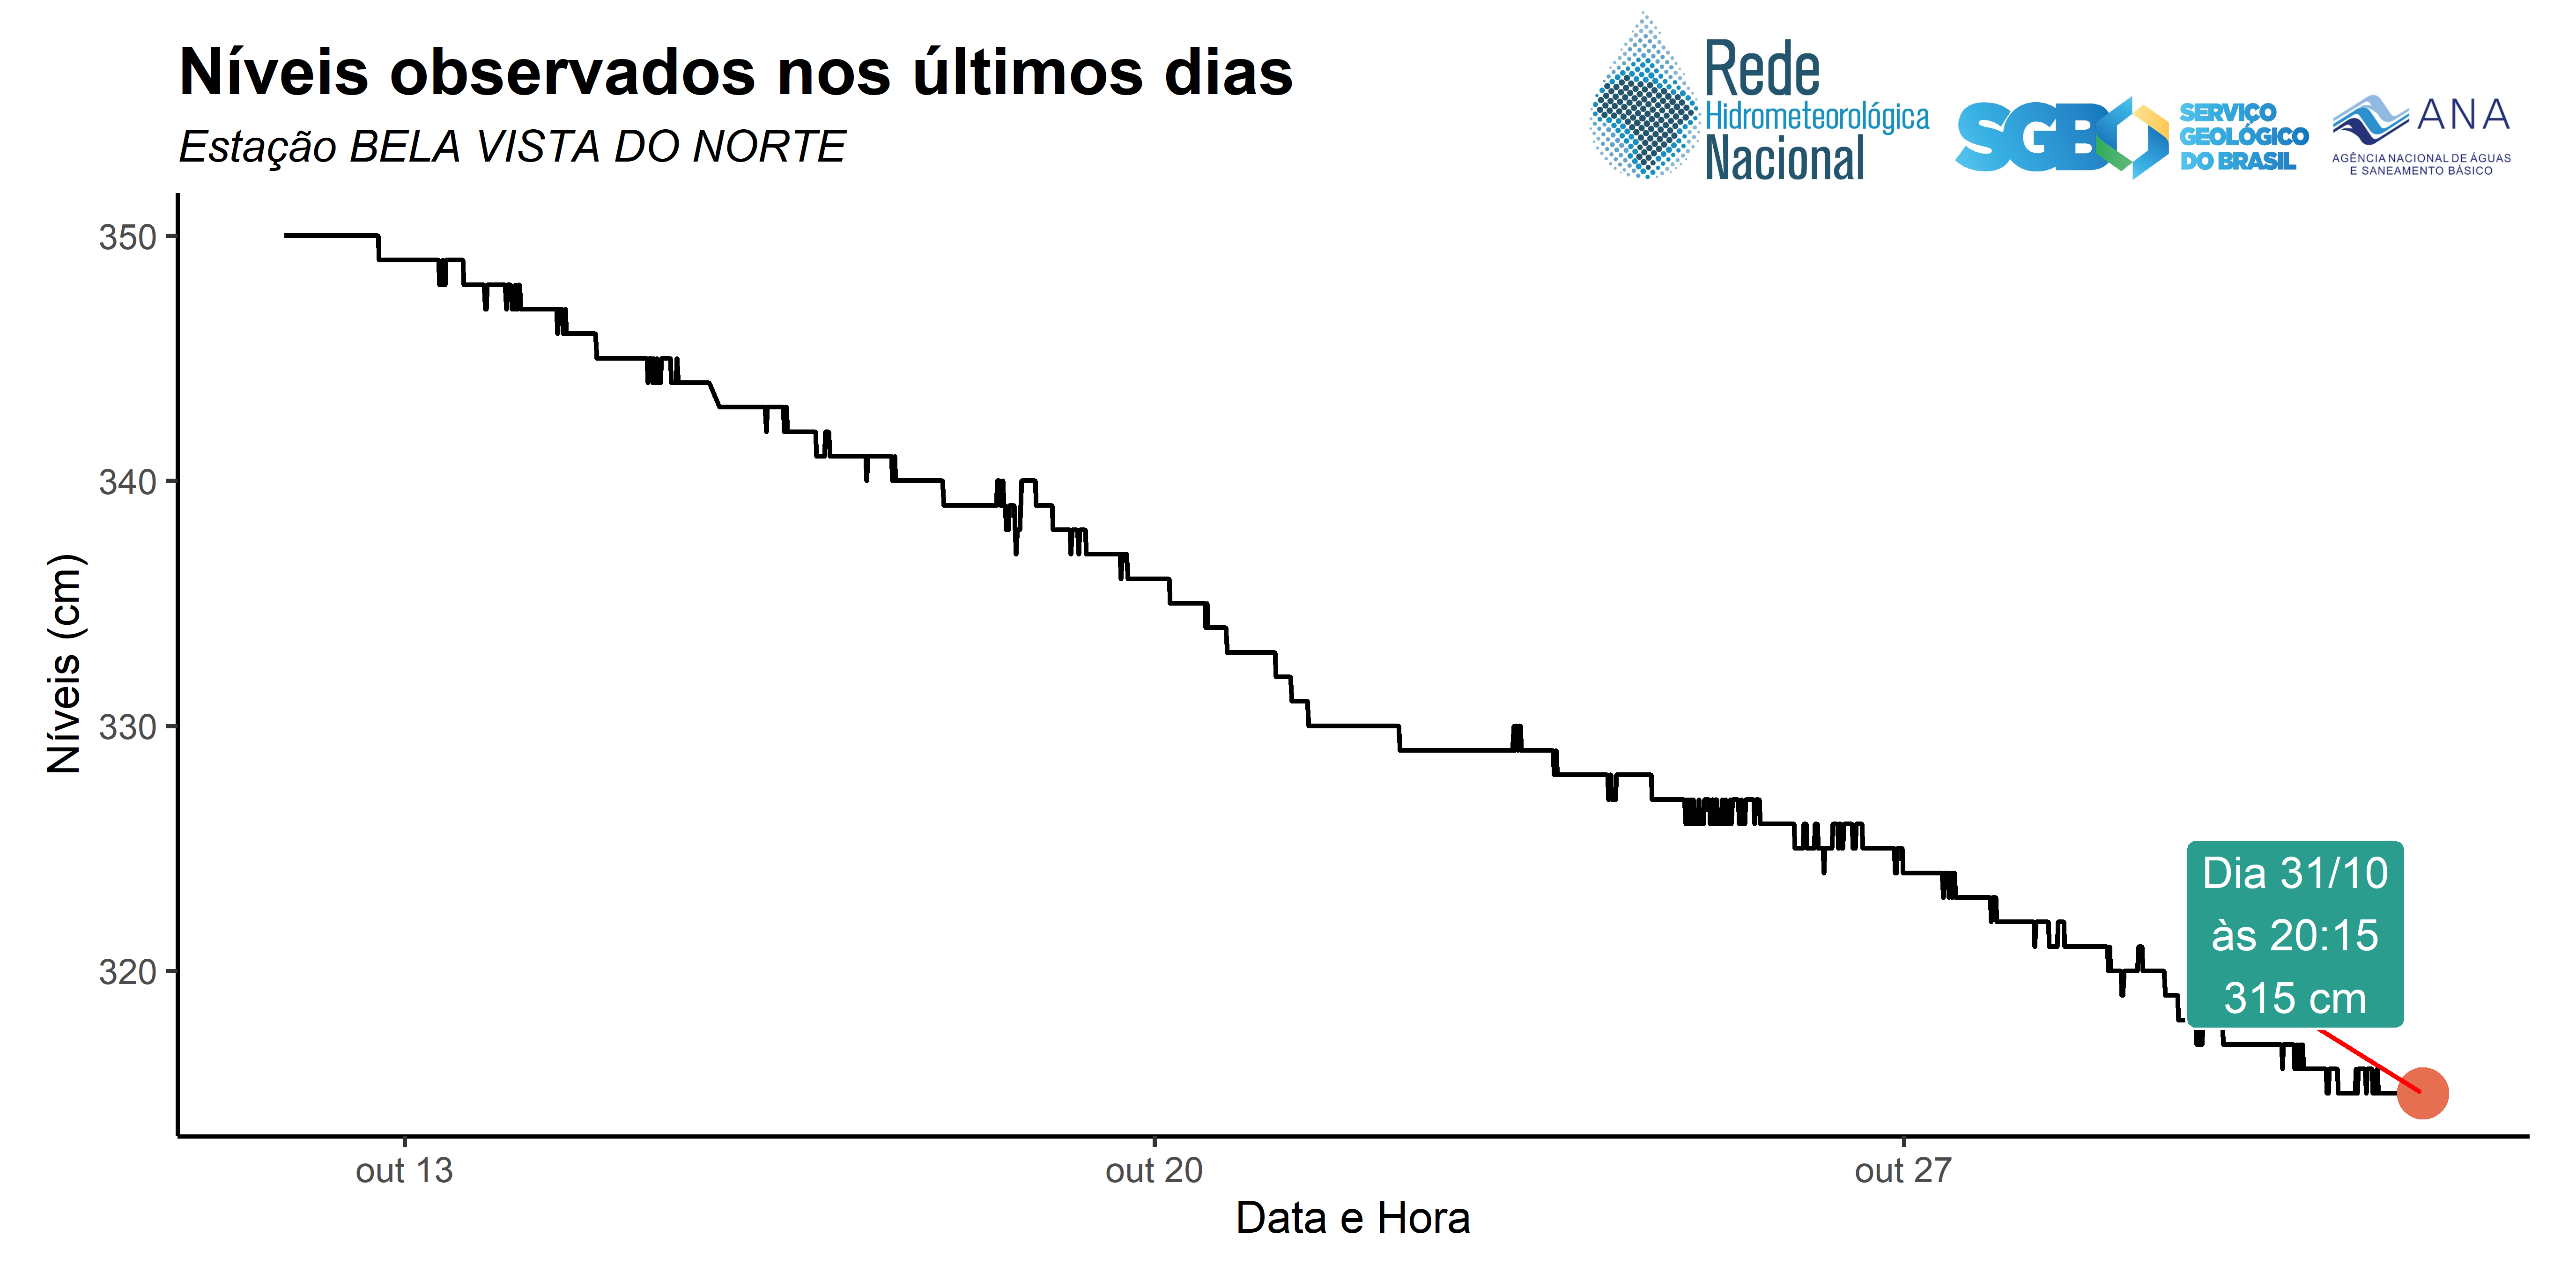 Níveis observados nos últimos dias
Estação BELA VISTA DO NORTE
Rede
Hidrometeorológica
Nacional
SGB
SERVIÇO
GEOLÓGICO
DO BRASIL
ANA
AGÊNCIA NACIONAL DE ÁGUAS
E SANEAMENTO BÁSICO
350
340
330
320
Níveis (cm)
Dia 31/10
às 20:15
315 cm
out 13
out 20
out 27
Data e Hora